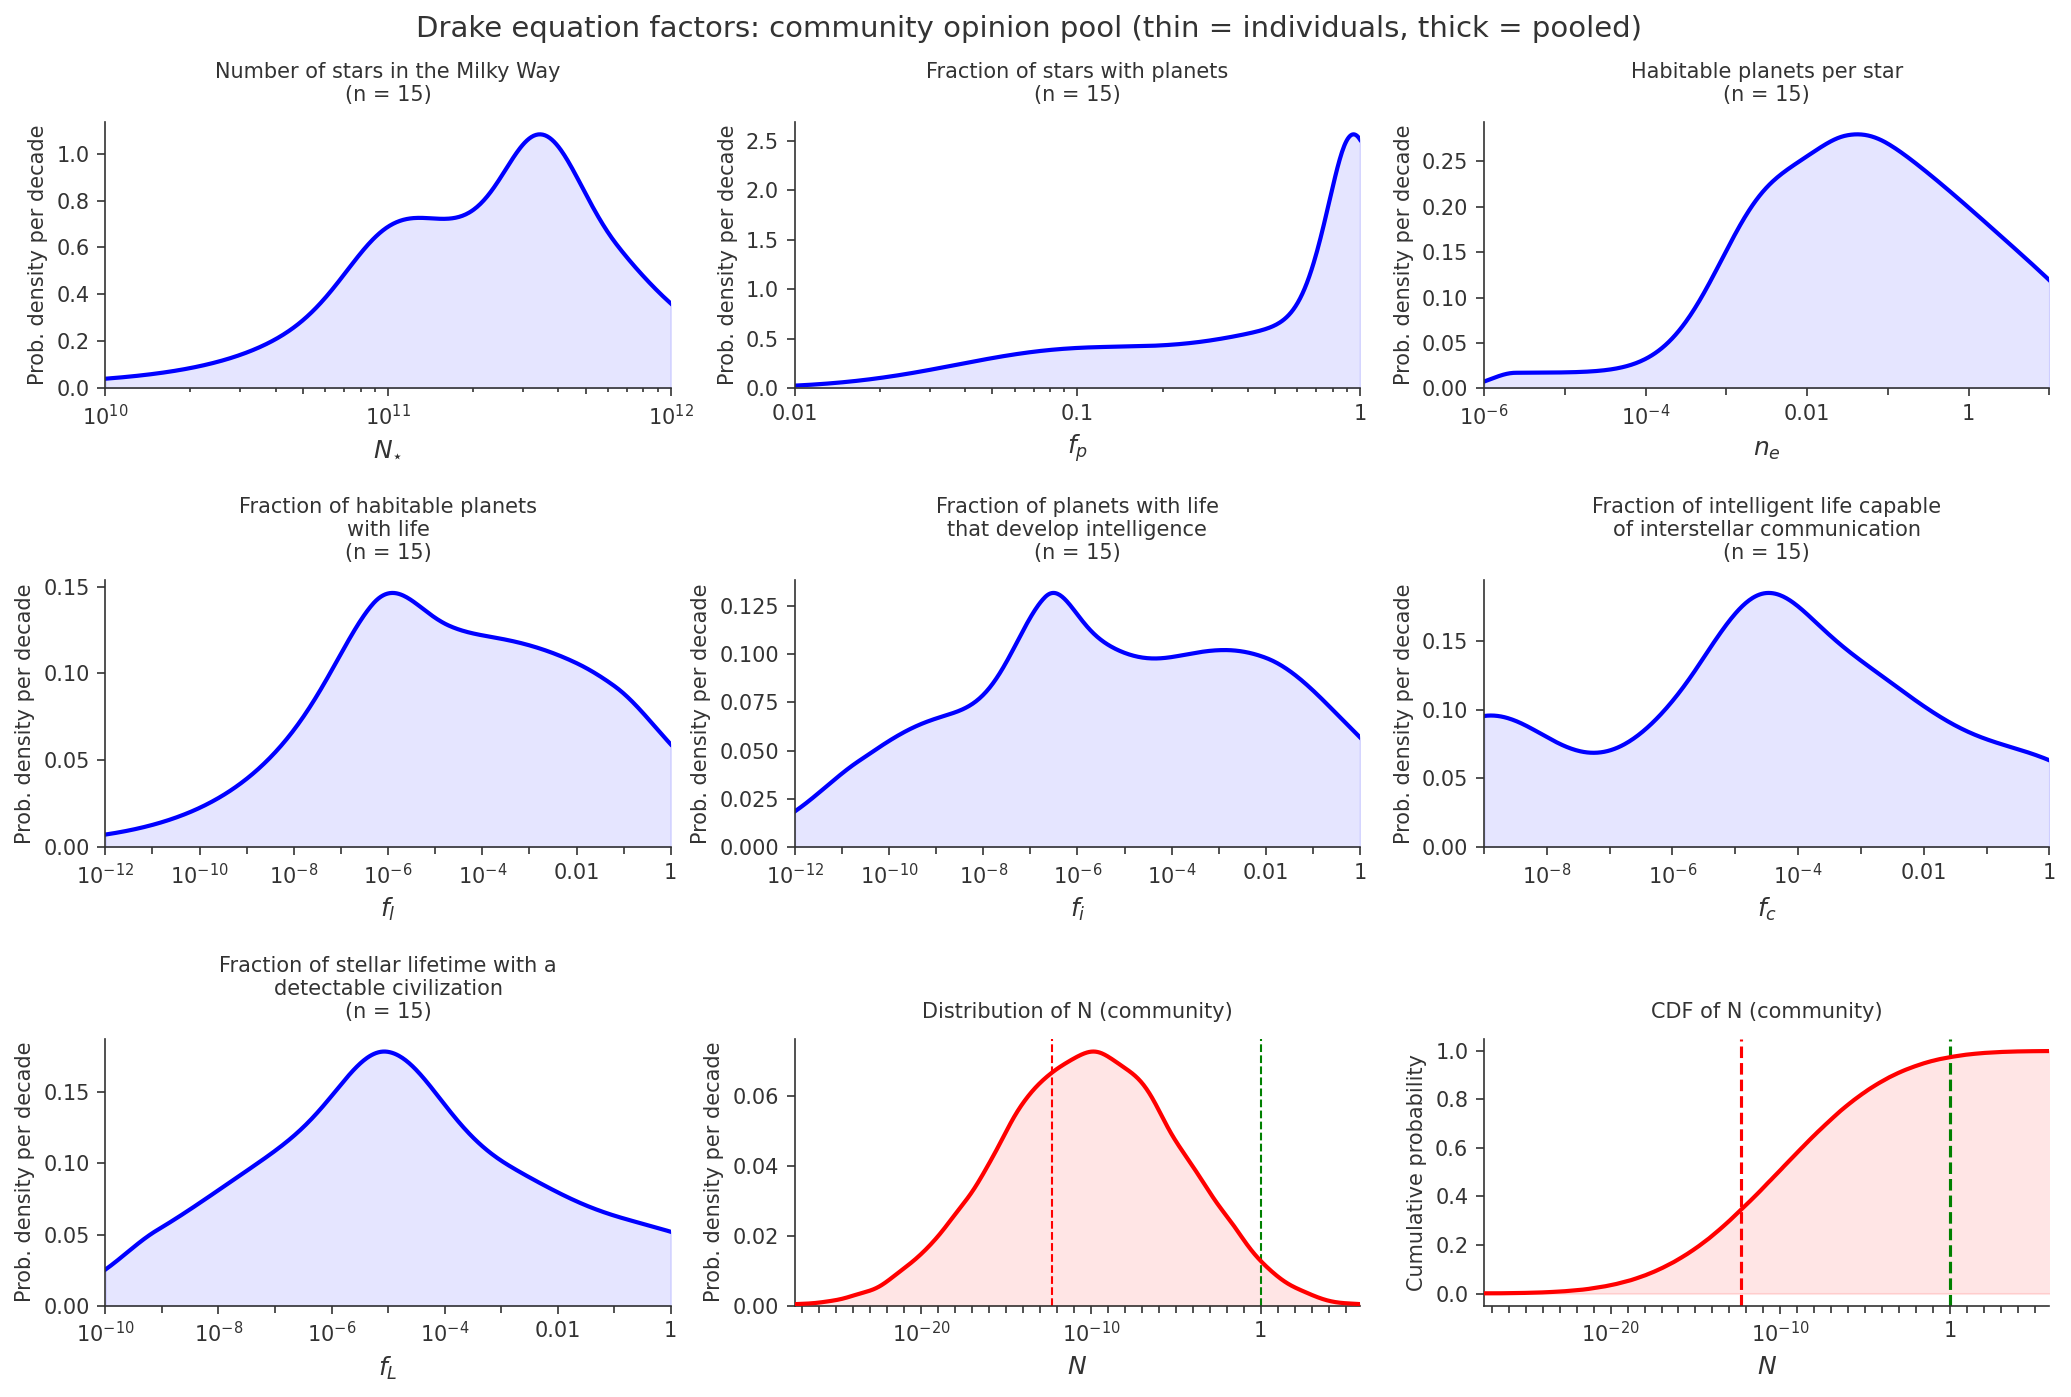 Drake equation factors: community opinion pool (thin = individuals, thick = pooled)
Number of stars in the Milky Way
(n = 15)
Prob. density per decade
1.0
0.8
0.6
0.4
0.2
0.0
10^10
10^11
10^12
N⋆
Fraction of stars with planets
(n = 15)
Prob. density per decade
2.5
2.0
1.5
1.0
0.5
0.0
0.01
0.1
1
f_p
Habitable planets per star
(n = 15)
Prob. density per decade
0.25
0.20
0.15
0.10
0.05
0.00
10^−6
10^−4
0.01
1
n_e
Fraction of habitable planets
with life
(n = 15)
Prob. density per decade
0.15
0.10
0.05
0.00
10^−12
10^−10
10^−8
10^−6
10^−4
0.01
1
f_l
Fraction of planets with life
that develop intelligence
(n = 15)
Prob. density per decade
0.125
0.100
0.075
0.050
0.025
0.000
10^−12
10^−10
10^−8
10^−6
10^−4
0.01
1
f_i
Fraction of intelligent life capable
of interstellar communication
(n = 15)
Prob. density per decade
0.15
0.10
0.05
0.00
10^−8
10^−6
10^−4
0.01
1
f_c
Fraction of stellar lifetime with a
detectable civilization
(n = 15)
Prob. density per decade
0.15
0.10
0.05
0.00
10^−10
10^−8
10^−6
10^−4
0.01
1
f_L
Distribution of N (community)
Prob. density per decade
0.06
0.04
0.02
0.00
10^−20
10^−10
1
N
CDF of N (community)
Cumulative probability
1.0
0.8
0.6
0.4
0.2
0.0
10^−20
10^−10
1
N